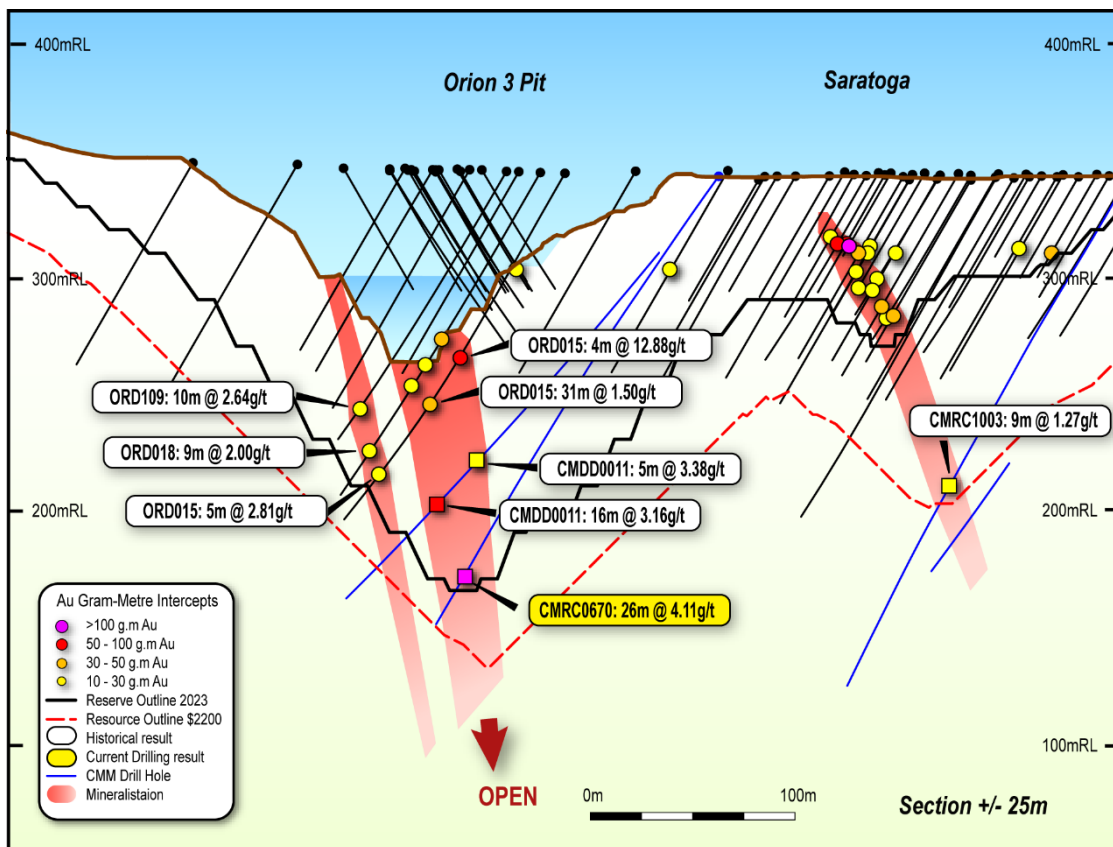 400mRL
400mRL
Orion 3 Pit
Saratoga
300mRL
300mRL
ORD015: 4m @ 12.88g/t
ORD109: 10m @ 2.64g/t
ORD015: 31m @ 1.50g/t
CMRC1003: 9m @ 1.27g/t
ORD018: 9m @ 2.00g/t
CMDD0011: 5m @ 3.38g/t
ORD015: 5m @ 2.81g/t
CMDD0011: 16m @ 3.16g/t
200mRL
200mRL
CMRC0670: 26m @ 4.11g/t
Au Gram-Metre Intercepts
>100 g.m Au
50 - 100 g.m Au
30 - 50 g.m Au
10 - 30 g.m Au
Reserve Outline 2023
Resource Outline $2200
Historical result
Current Drilling result
CMM Drill Hole
Mineralistaion
100mRL
OPEN
0m
100m
Section +/- 25m